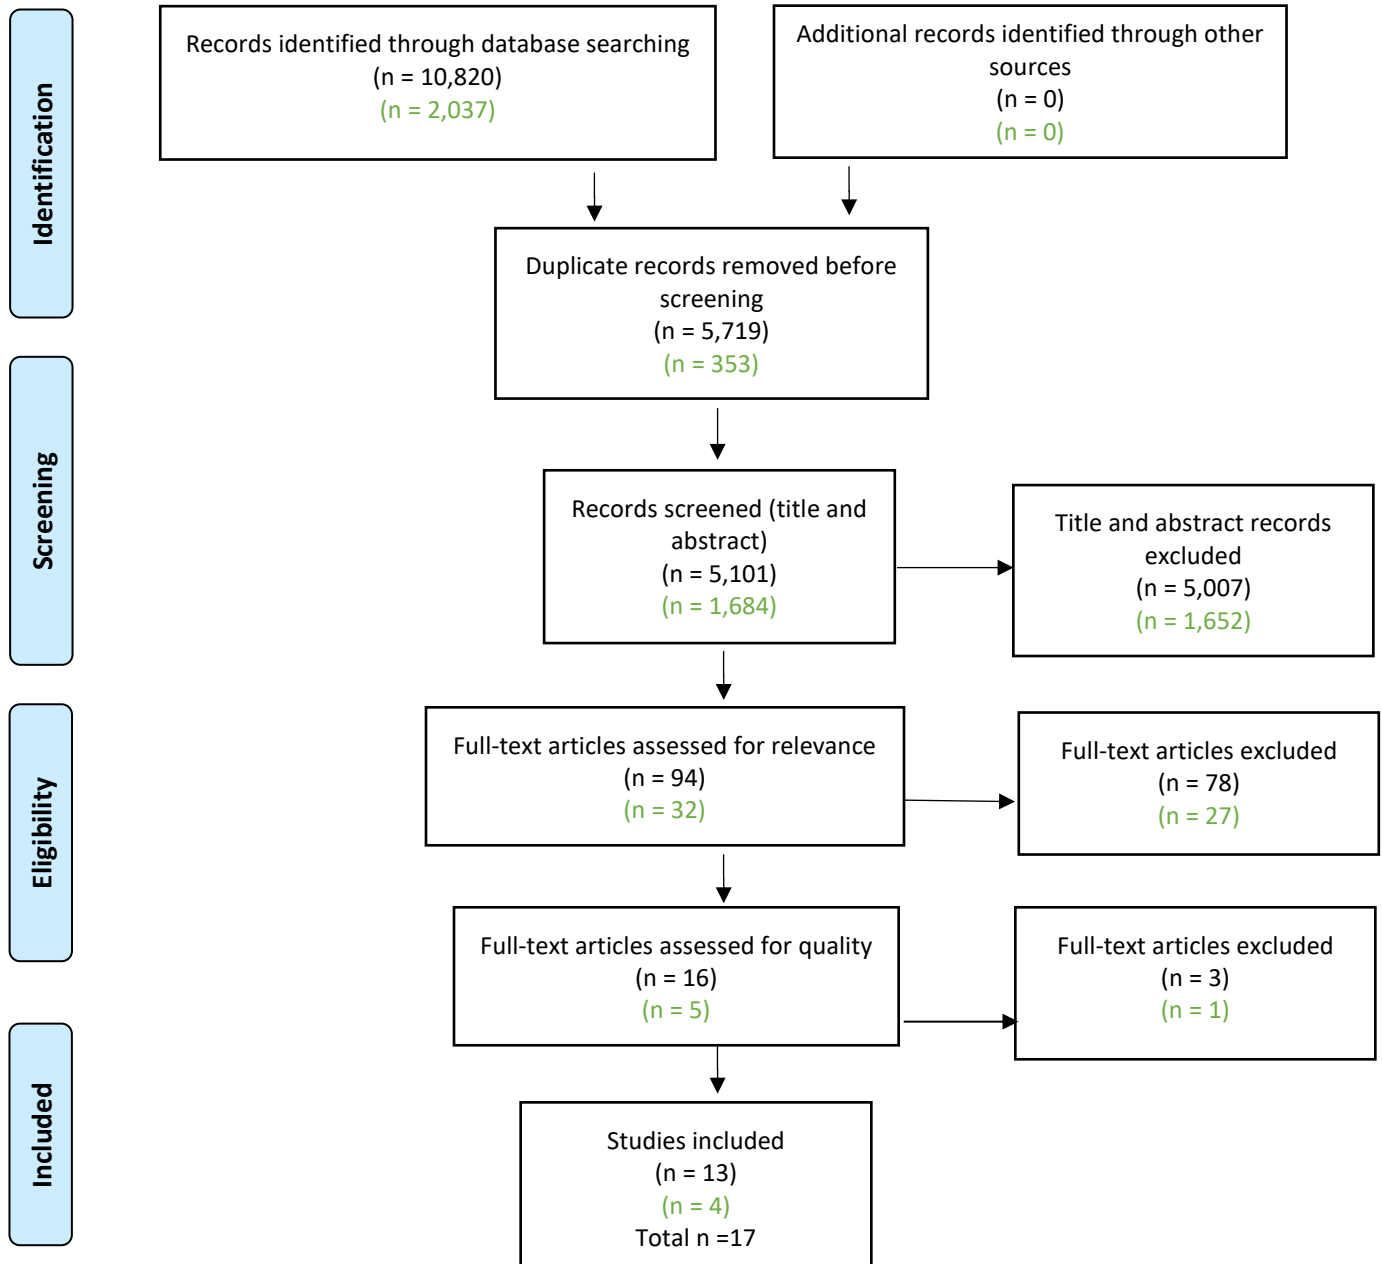 Identification
Records identified through database searching
(n = 10,820)
(n = 2,037)
Additional records identified through other
sources
(n = 0)
(n = 0)
Duplicate records removed before
screening
(n = 5,719)
(n = 353)
Screening
Records screened (title and
abstract)
(n = 5,101)
(n = 1,684)
Title and abstract records
excluded
(n = 5,007)
(n = 1,652)
Eligibility
Full-text articles assessed for relevance
(n = 94)
(n = 32)
Full-text articles excluded
(n = 78)
(n = 27)
Full-text articles assessed for quality
(n = 16)
(n = 5)
Full-text articles excluded
(n = 3)
(n = 1)
Included
Studies included
(n = 13)
(n = 4)
Total n =17